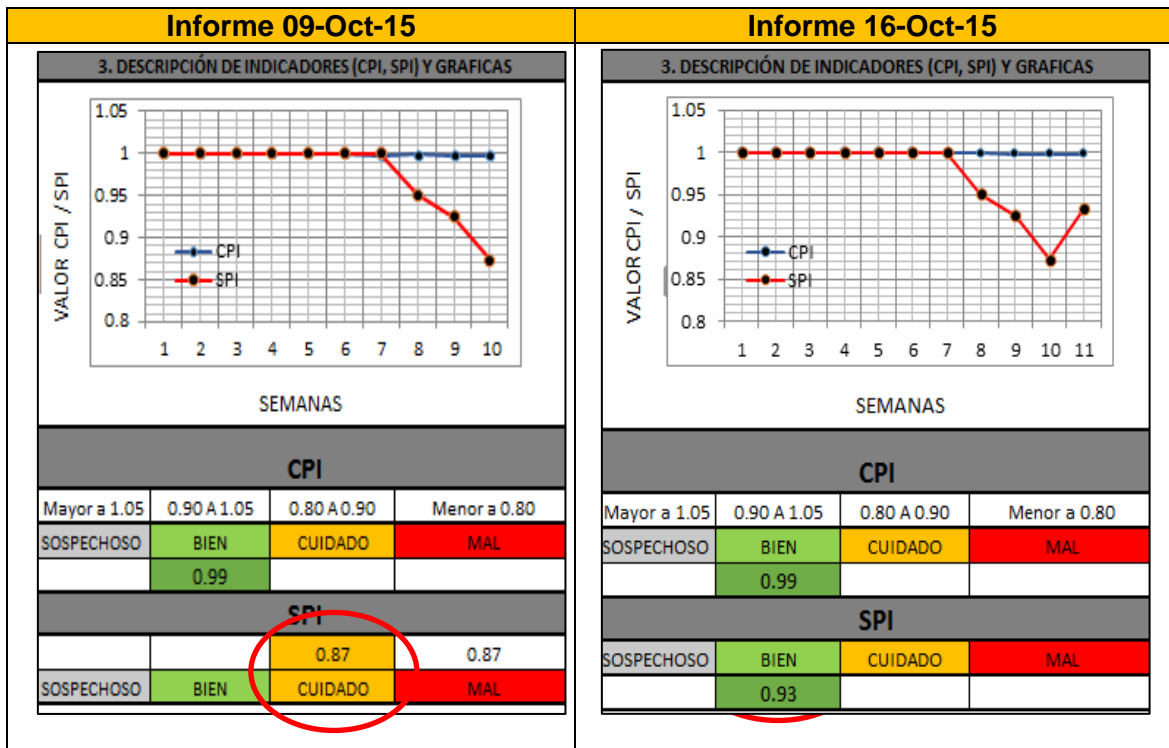 Informe 09-Oct-15
3. DESCRIPCIÓN DE INDICADORES (CPI, SPI) Y GRAFICAS
VALOR CPI / SPI
1.05
1
0.95
0.9
0.85
0.8
CPI
SPI
1 2 3 4 5 6 7 8 9 10
SEMANAS
CPI
Mayor a 1.05 0.90 A 1.05 0.80 A 0.90 Menor a 0.80
SOSPECHOSO BIEN CUIDADO MAL
0.99
SPI
0.87 0.87
SOSPECHOSO BIEN CUIDADO MAL
Informe 16-Oct-15
3. DESCRIPCIÓN DE INDICADORES (CPI, SPI) Y GRAFICAS
VALOR CPI / SPI
1.05
1
0.95
0.9
0.85
0.8
CPI
SPI
1 2 3 4 5 6 7 8 9 10 11
SEMANAS
CPI
Mayor a 1.05 0.90 A 1.05 0.80 A 0.90 Menor a 0.80
SOSPECHOSO BIEN CUIDADO MAL
0.99
SPI
SOSPECHOSO BIEN CUIDADO MAL
0.93